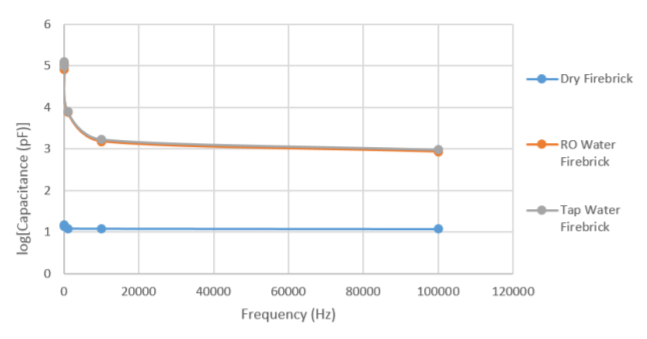 6
5
4
3
2
1
0
log[Capacitance (pF)]
0 20000 40000 60000 80000 100000 120000
Frequency (Hz)
Dry Firebrick
RO Water
Firebrick
Tap Water
Firebrick